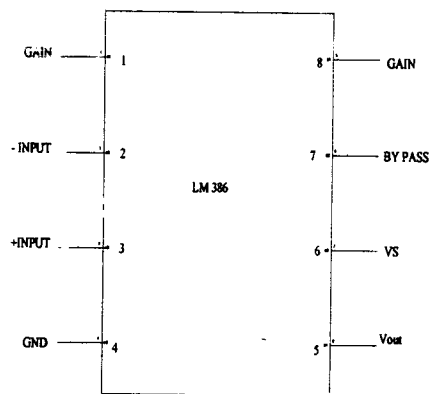 GAIN 1 8 GAIN
- INPUT 2 7 BY PASS
LM 386
+INPUT 3 6 VS
GND 4 5 Vout